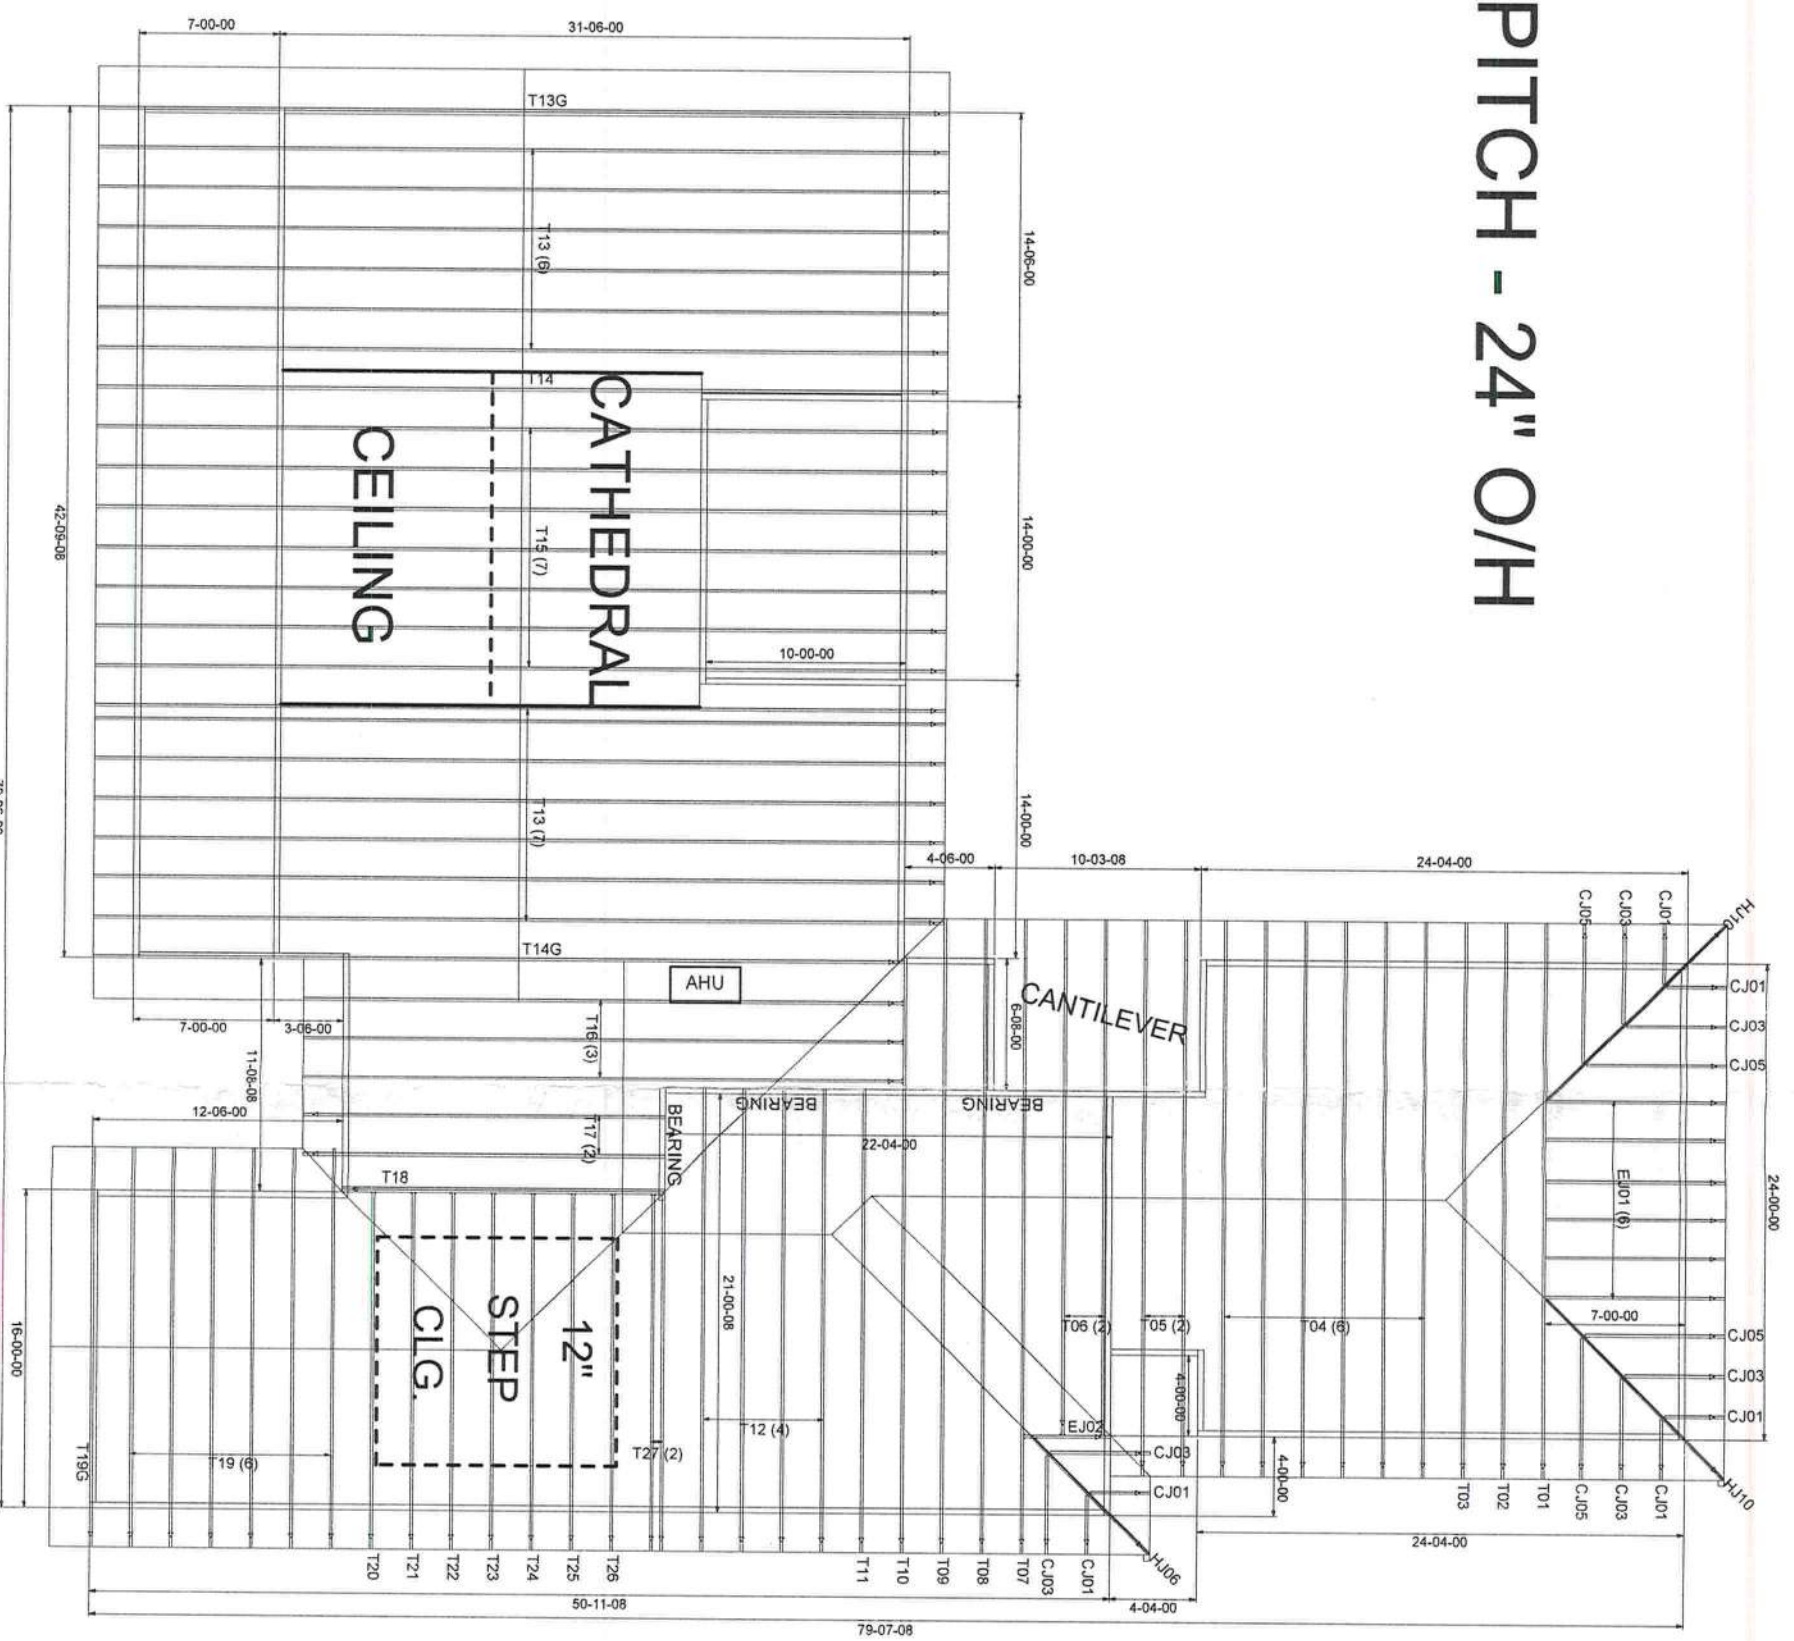 PITCH - 24" O/H
7-00-00
31-06-00
T13G
14-06-00
T13 (6)
T14
CATHEDRAL
CEILING
14-00-00
T15 (7)
10-00-00
42-09-08
T13 (7)
14-00-00
4-06-00
10-03-08
24-04-00
CJ05
CJ03
CJ01
HJ10
T14G
AHU
CANTILEVER
6-08-00
CJ01
CJ03
CJ05
7-00-00
3-06-00
T16 (3)
11-08-08
12-06-00
T17 (2)
BEARING
BEARING
BEARING
22-04-00
EJ01 (6)
24-00-00
T18
16-00-00
12"
STEP
CLG.
21-00-08
T06 (2)
T05 (2)
T04 (6)
7-00-00
CJ05
CJ03
CJ01
4-00-00
EJ02
CJ03
CJ01
4-00-00
T12 (4)
T27 (2)
T19 (6)
T19G
HJ10
T03
T02
T01
CJ05
CJ03
CJ01
24-04-00
T20
T21
T22
T23
T24
T25
T26
T11
T10
T09
T08
T07
CJ03
CJ01
HJ06
50-11-08
4-04-00
79-07-08